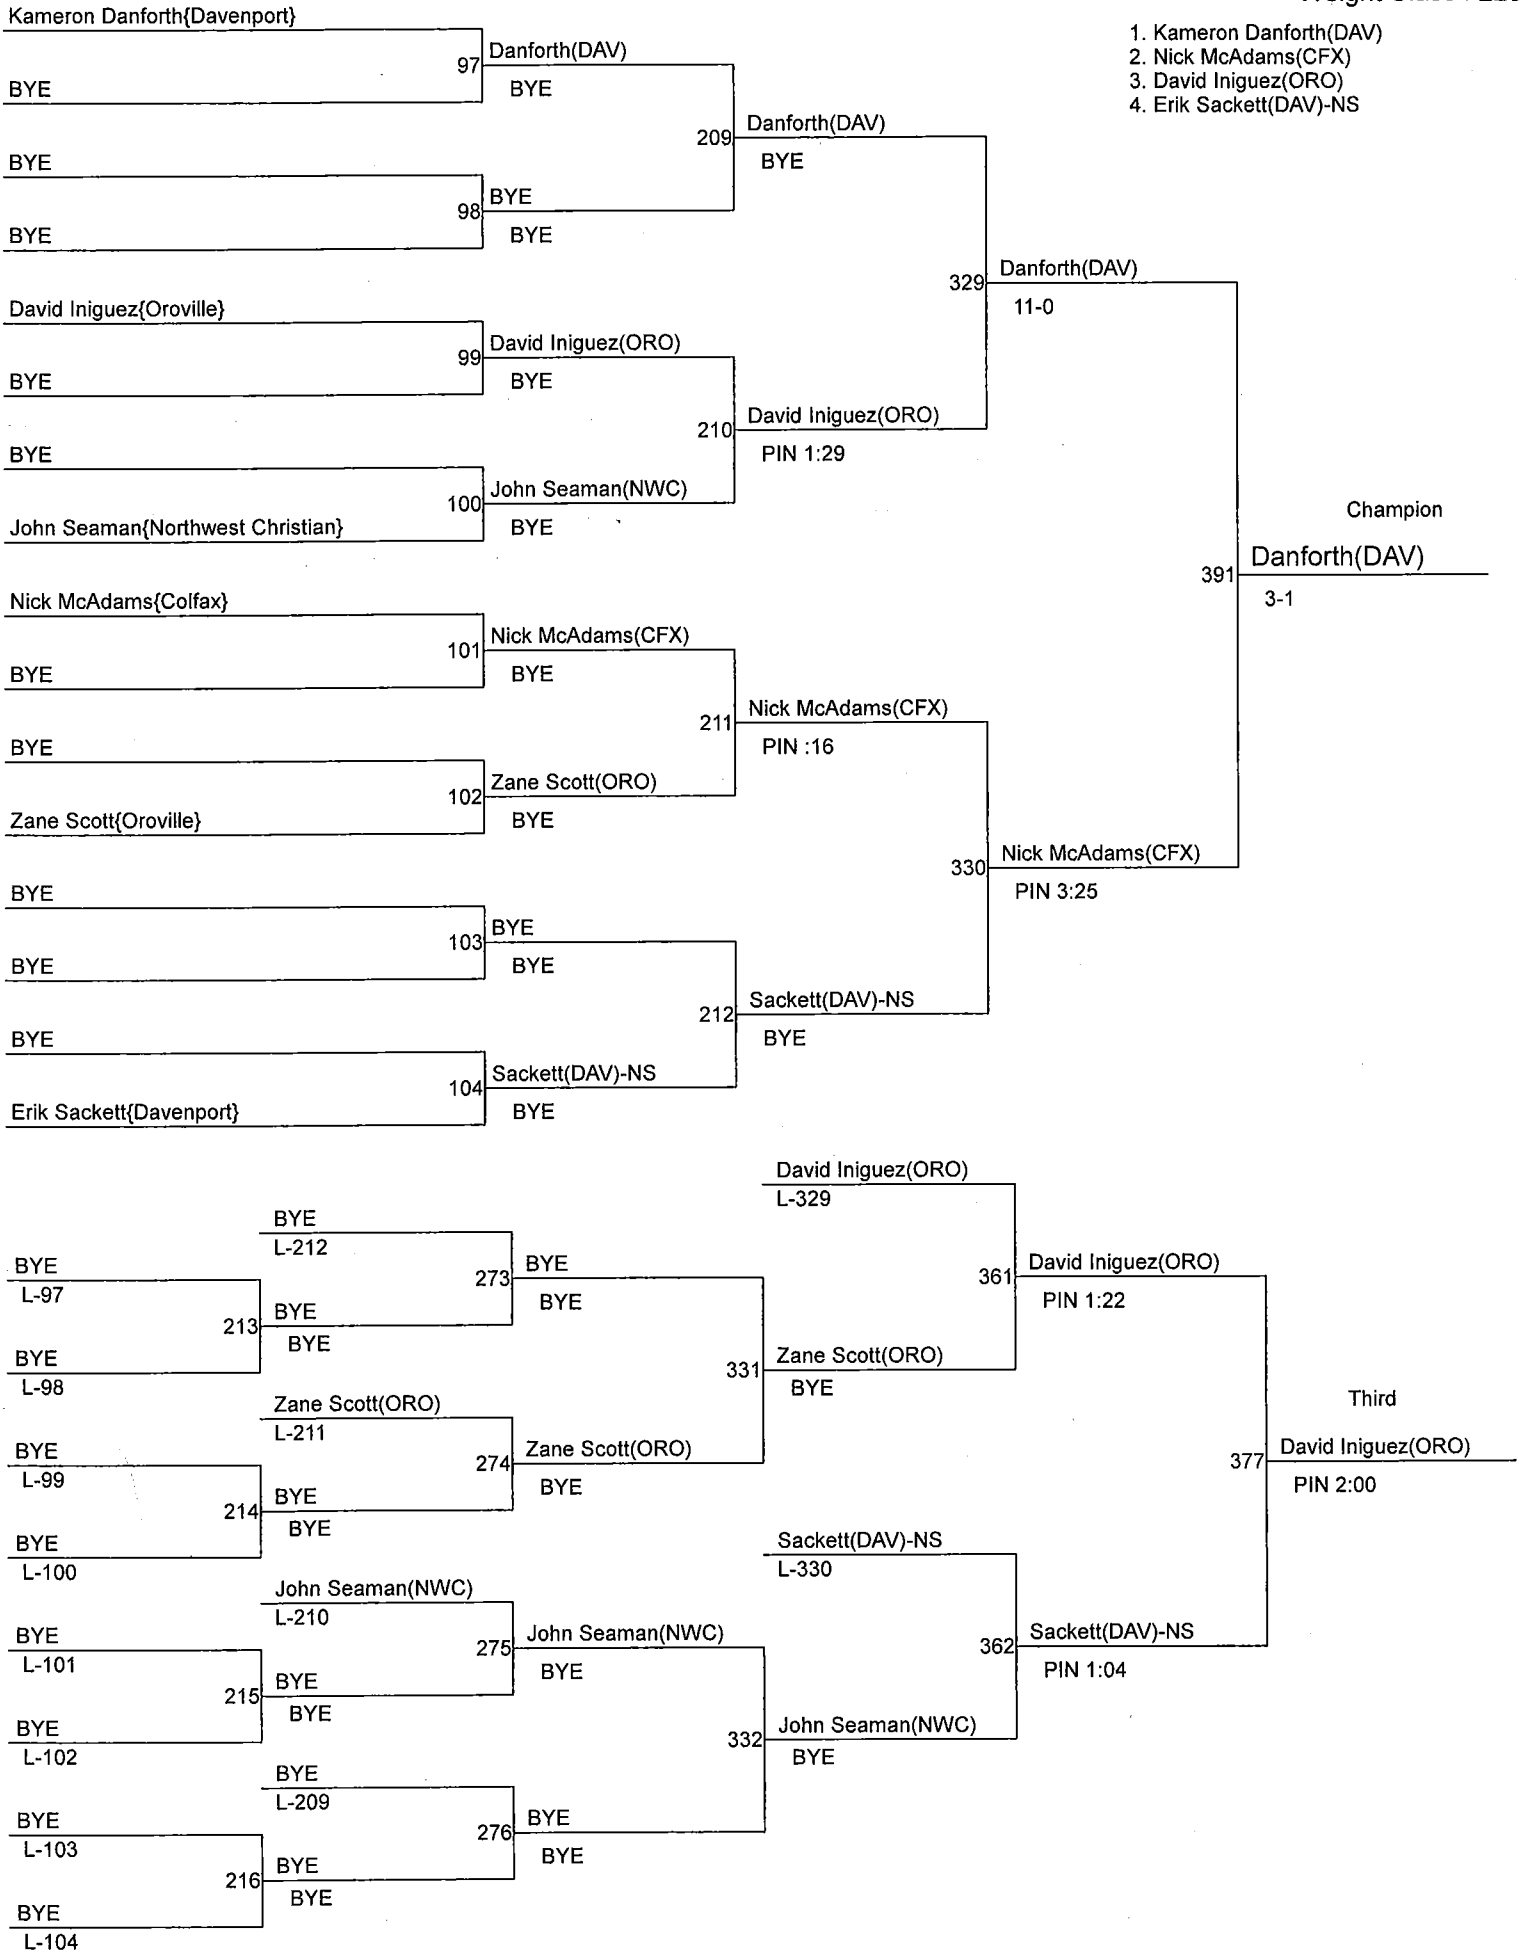 1. Kameron Danforth(DAV)
2. Nick McAdams(CFX)
3. David Iniguez(ORO)
4. Erik Sackett(DAV)-NS
Kameron Danforth{Davenport}
97
Danforth(DAV)
BYE
BYE
209
Danforth(DAV)
BYE
BYE
98
BYE
BYE
BYE
329
Danforth(DAV)
11-0
David Iniguez{Oroville}
99
David Iniguez(ORO)
BYE
BYE
210
David Iniguez(ORO)
PIN 1:29
BYE
100
John Seaman(NWC)
BYE
John Seaman{Northwest Christian}
Champion
391
Danforth(DAV)
3-1
Nick McAdams{Colfax}
101
Nick McAdams(CFX)
BYE
BYE
211
Nick McAdams(CFX)
PIN :16
BYE
102
Zane Scott(ORO)
BYE
Zane Scott{Oroville}
330
Nick McAdams(CFX)
PIN 3:25
BYE
103
BYE
BYE
BYE
212
Sackett(DAV)-NS
BYE
BYE
104
Sackett(DAV)-NS
BYE
Erik Sackett{Davenport}
David Iniguez(ORO)
L-329
BYE
L-212
BYE
L-97
273
BYE
BYE
361
David Iniguez(ORO)
PIN 1:22
213
BYE
BYE
BYE
L-98
331
Zane Scott(ORO)
BYE
Zane Scott(ORO)
L-211
BYE
L-99
274
Zane Scott(ORO)
BYE
214
BYE
BYE
BYE
L-100
Third
377
David Iniguez(ORO)
PIN 2:00
Sackett(DAV)-NS
L-330
John Seaman(NWC)
L-210
BYE
L-101
275
John Seaman(NWC)
BYE
362
Sackett(DAV)-NS
PIN 1:04
215
BYE
BYE
BYE
L-102
332
John Seaman(NWC)
BYE
BYE
L-209
BYE
L-103
276
BYE
BYE
216
BYE
BYE
BYE
L-104